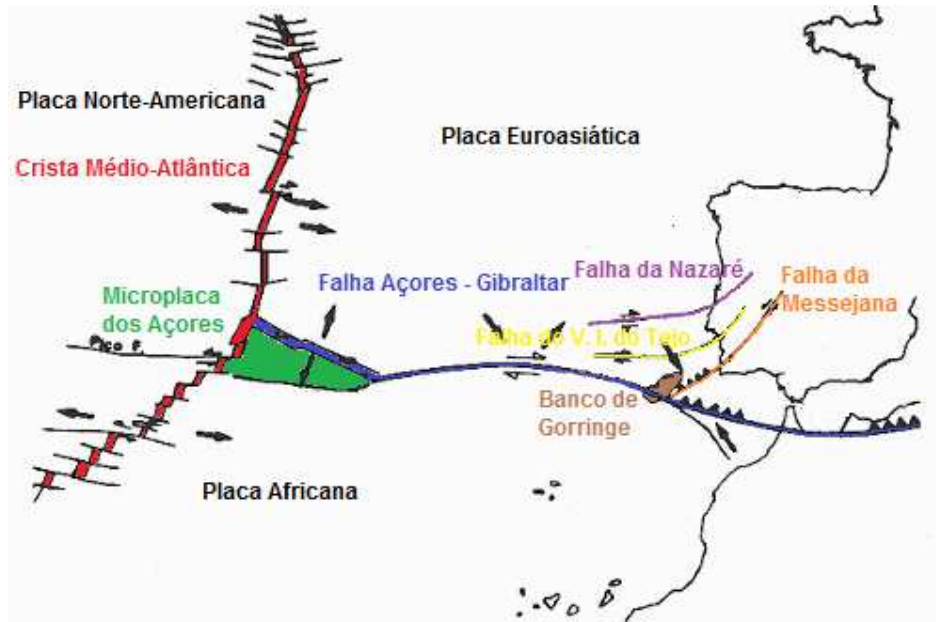 Placa Norte-Americana
Placa Euroasiática
Crista Médio-Atlântica
Falha da Nazaré
Falha da
Messejana
Falha Açores - Gibraltar
Microplaca
dos Açores
Falha do V. I. do Tejo
Pico F.
Banco de
Gorringe
Placa Africana